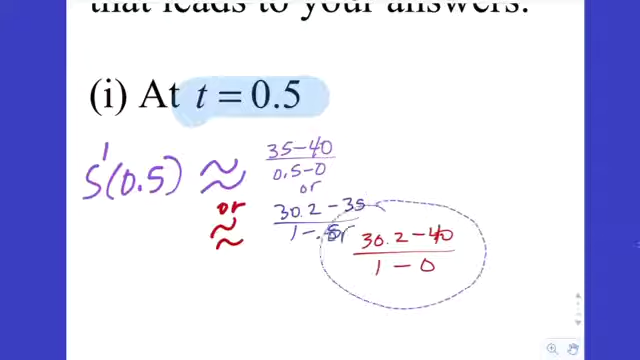 that leads to your answers.
(i) At t = 0.5
S'(0.5) ≈ 35-40 / 0.5-0
or
or ≈ 30.2-35 / 1-.5
or
≈ 30.2-40 / 1-0